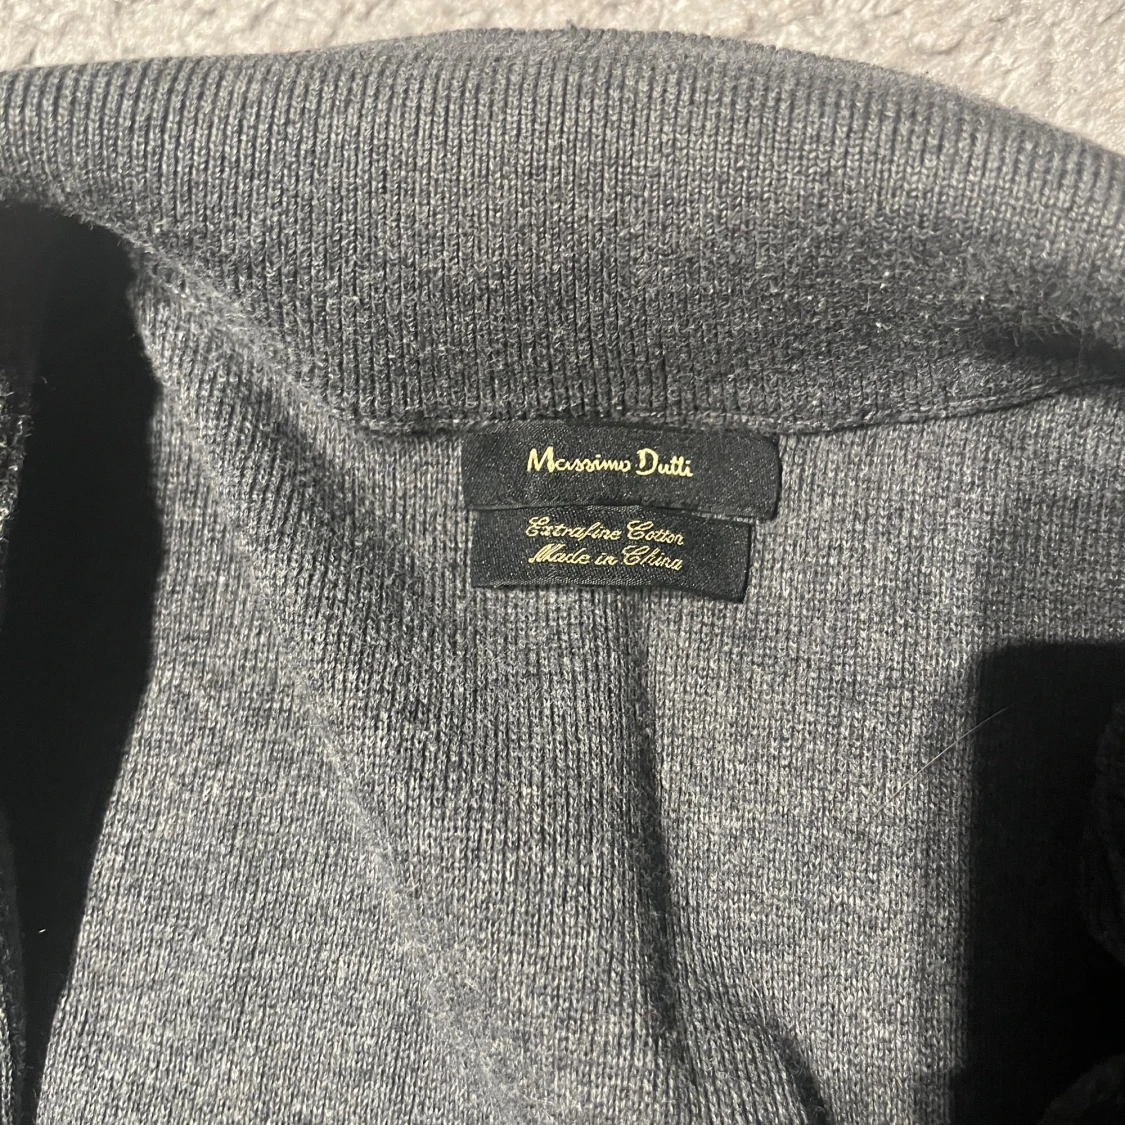 Massimo Dutti
Extrafine Cotton
Made in China